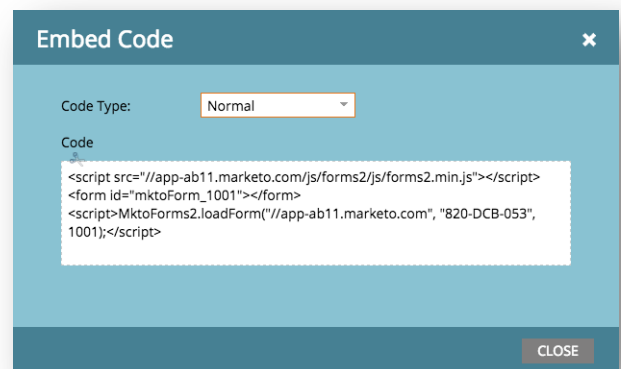 Embed Code
Code Type:
Normal
Code
<script src="//app-ab11.marketo.com/js/forms2/js/forms2.min.js"></script>
<form id="mktoForm_1001"></form>
<script>MktoForms2.loadForm("//app-ab11.marketo.com", "820-DCB-053",
1001);</script>
CLOSE